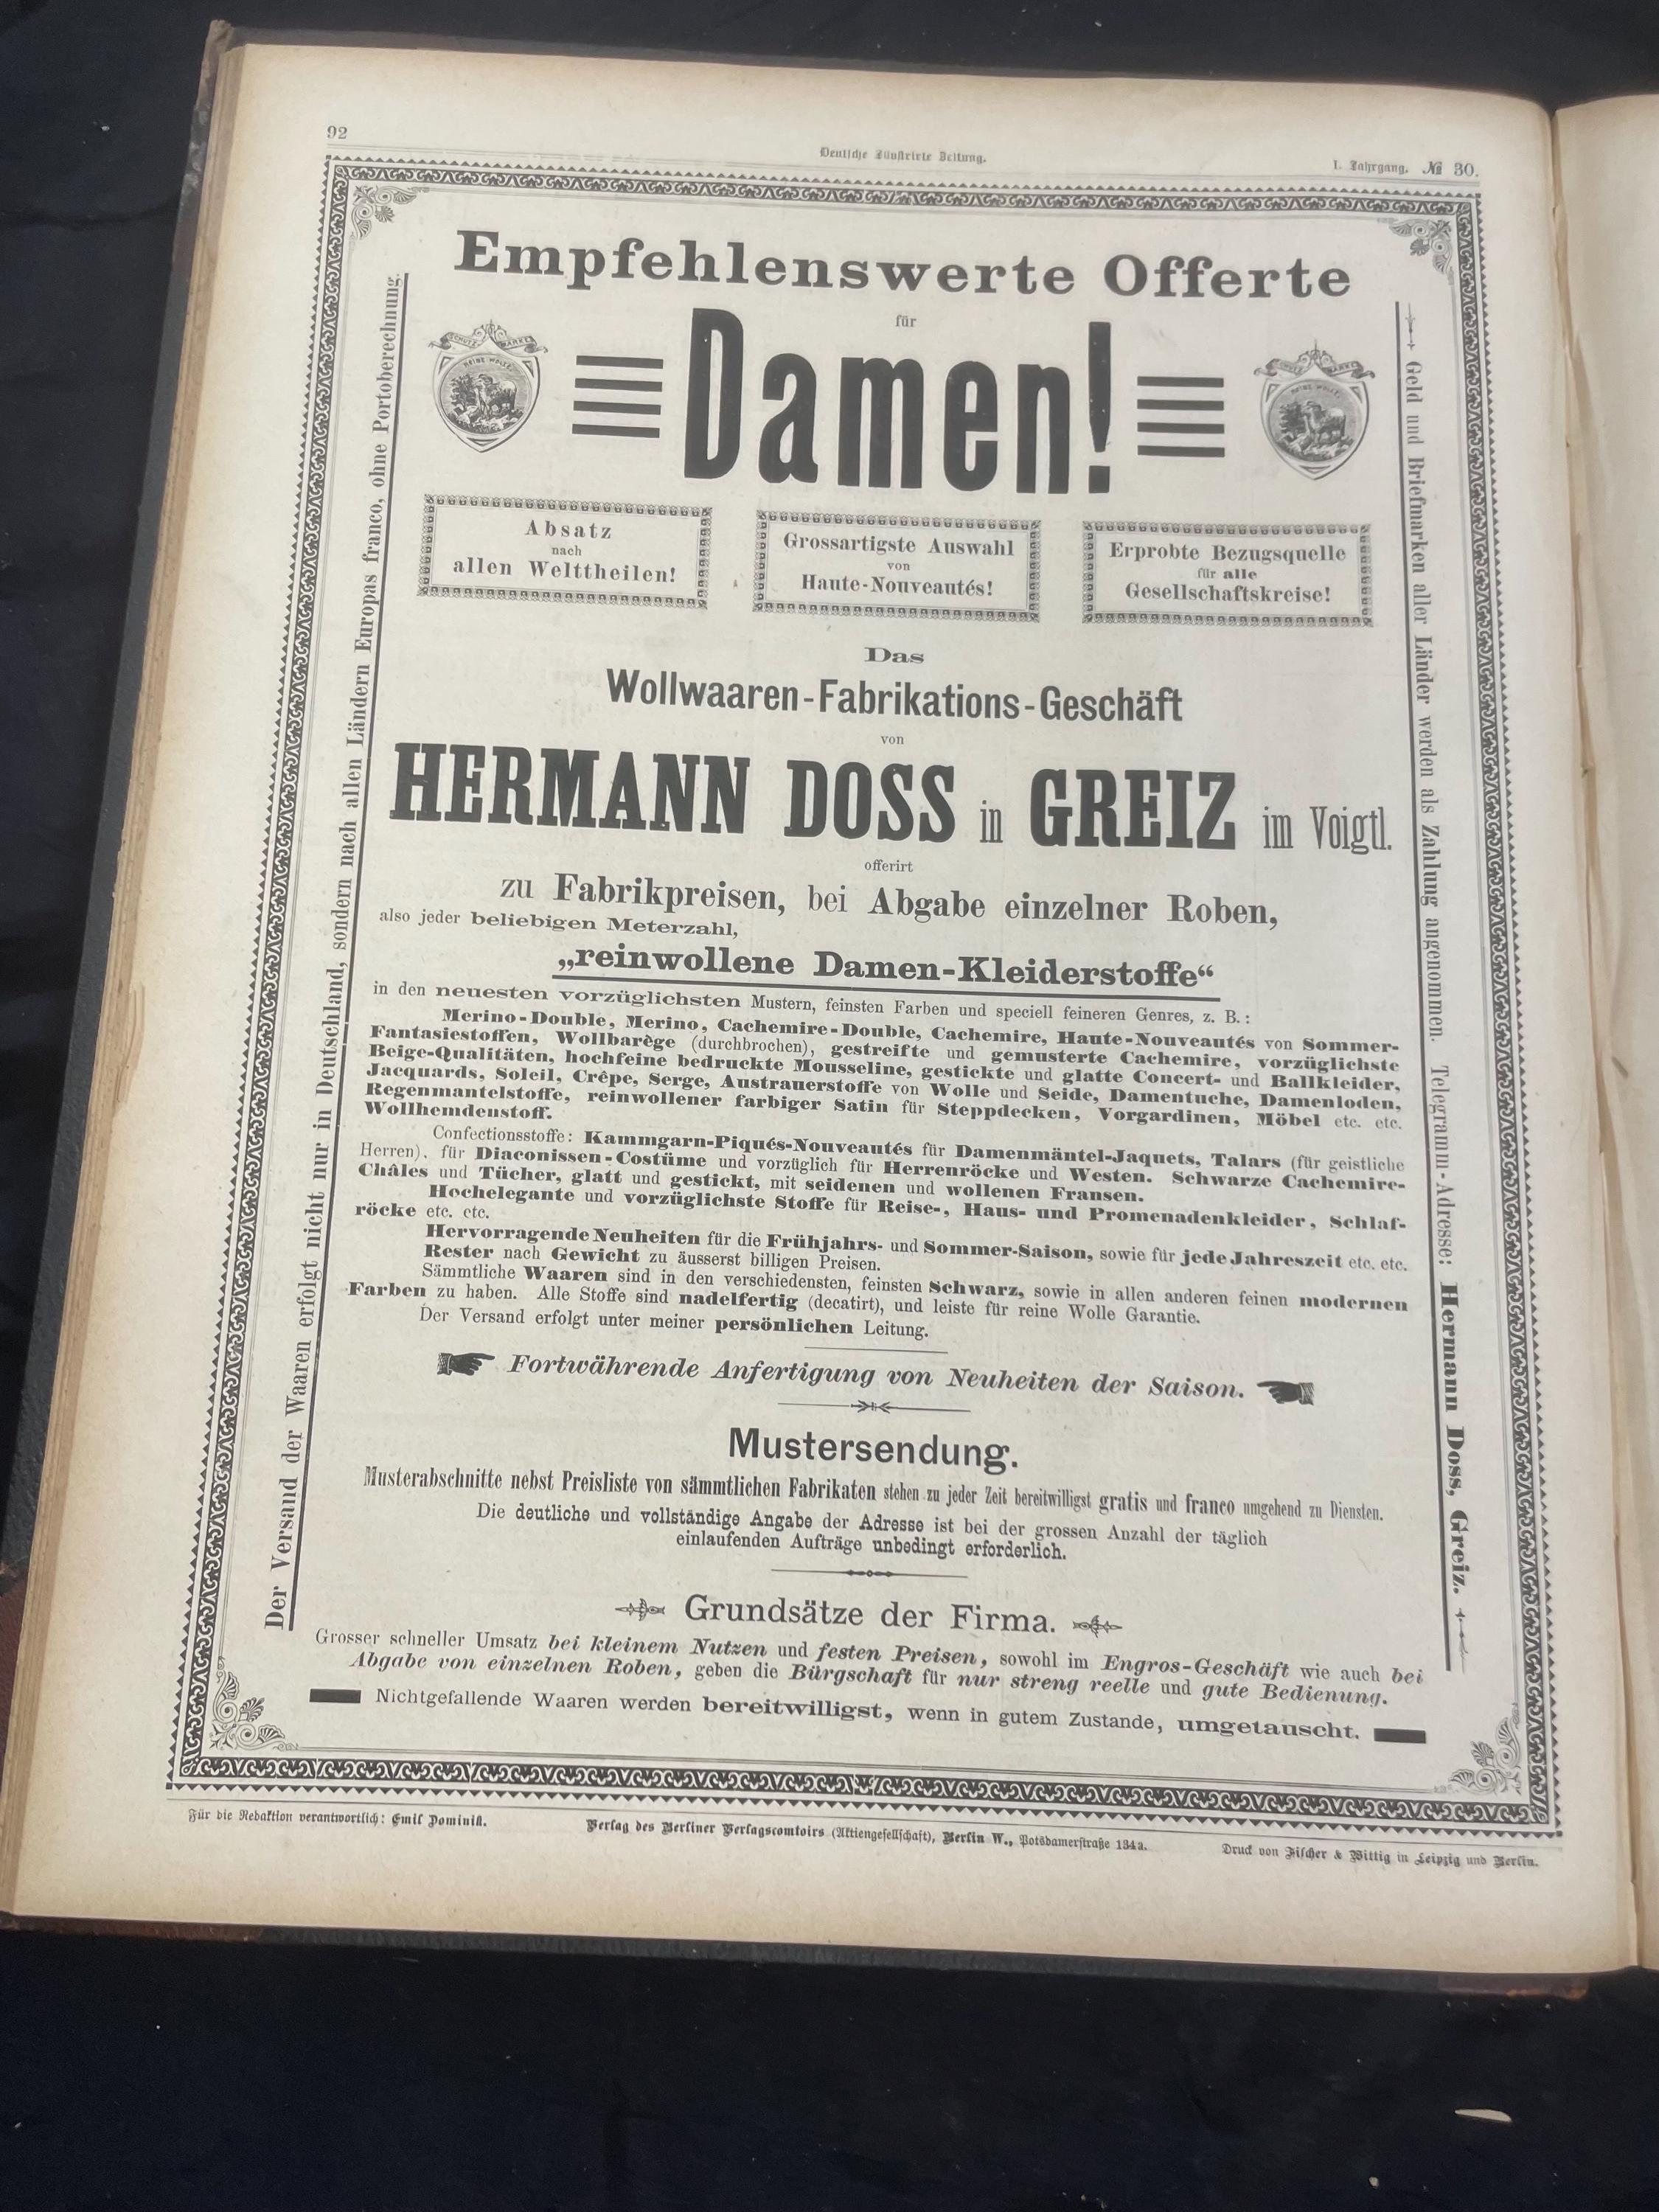 92
Deutsche Illustrirte Zeitung.
I. Jahrgang. № 30.
Empfehlenswerte Offerte
für
Damen!
SCHUTZ MARKE
REINE WOLLE
SCHUTZ MARKE
REINE WOLLE
Absatz
nach
allen Welttheilen!
Grossartigste Auswahl
von
Haute-Nouveautés!
Erprobte Bezugsquelle
für alle
Gesellschaftskreise!
Der Versand der Waaren erfolgt nicht nur in Deutschland, sondern nach allen Ländern Europas franco, ohne Portoberechnung.
Das
Wollwaaren-Fabrikations-Geschäft
von
HERMANN DOSS in GREIZ im Voigtl.
offerirt
zu Fabrikpreisen, bei Abgabe einzelner Roben,
also jeder beliebigen Meterzahl,
„reinwollene Damen-Kleiderstoffe“
in den neuesten vorzüglichsten Mustern, feinsten Farben und speciell feineren Genres, z. B.:
Merino-Double, Merino, Cachemire-Double, Cachemire, Haute-Nouveautés von Sommer-
Fantasiestoffen, Wollbarège (durchbrochen), gestreifte und gemusterte Cachemire, vorzüglichste
Beige-Qualitäten, hochfeine bedruckte Mousseline, gestickte und glatte Concert- und Ballkleider,
Jacquards, Soleil, Crêpe, Serge, Austrauerstoffe von Wolle und Seide, Damentuche, Damenloden,
Regenmantelstoffe, reinwollener farbiger Satin für Steppdecken, Vorgardinen, Möbel etc. etc.
Wollhemdenstoff.
Confectionsstoffe: Kammgarn-Piqués-Nouveautés für Damenmäntel-Jaquets, Talars (für geistliche
Herren), für Diaconissen-Costüme und vorzüglich für Herrenröcke und Westen. Schwarze Cachemire-
Châles und Tücher, glatt und gestickt, mit seidenen und wollenen Fransen.
Hochelegante und vorzüglichste Stoffe für Reise-, Haus- und Promenadenkleider, Schlaf-
röcke etc. etc.
Hervorragende Neuheiten für die Frühjahrs- und Sommer-Saison, sowie für jede Jahreszeit etc. etc.
Rester nach Gewicht zu äusserst billigen Preisen.
Sämmtliche Waaren sind in den verschiedensten, feinsten Schwarz, sowie in allen anderen feinen modernen
Farben zu haben. Alle Stoffe sind nadelfertig (decatirt), und leiste für reine Wolle Garantie.
Der Versand erfolgt unter meiner persönlichen Leitung.
Fortwährende Anfertigung von Neuheiten der Saison.
Mustersendung.
Musterabschnitte nebst Preisliste von sämmtlichen Fabrikaten stehen zu jeder Zeit bereitwilligst gratis und franco umgehend zu Diensten.
Die deutliche und vollständige Angabe der Adresse ist bei der grossen Anzahl der täglich
einlaufenden Aufträge unbedingt erforderlich.
Grundsätze der Firma.
Grosser schneller Umsatz bei kleinem Nutzen und festen Preisen, sowohl im Engros-Geschäft wie auch bei
Abgabe von einzelnen Roben, geben die Bürgschaft für nur streng reelle und gute Bedienung.
Nichtgefallende Waaren werden bereitwilligst, wenn in gutem Zustande, umgetauscht.
Geld und Briefmarken aller Länder werden als Zahlung angenommen. Telegramm-Adresse: Hermann Doss, Greiz.
Für die Redaktion verantwortlich: Emil Dominik.
Verlag des Berliner Verlagscomtoirs (Aktiengesellschaft), Berlin W., Potsdamerstraße 134a.
Druck von Fischer & Wittig in Leipzig und Berlin.